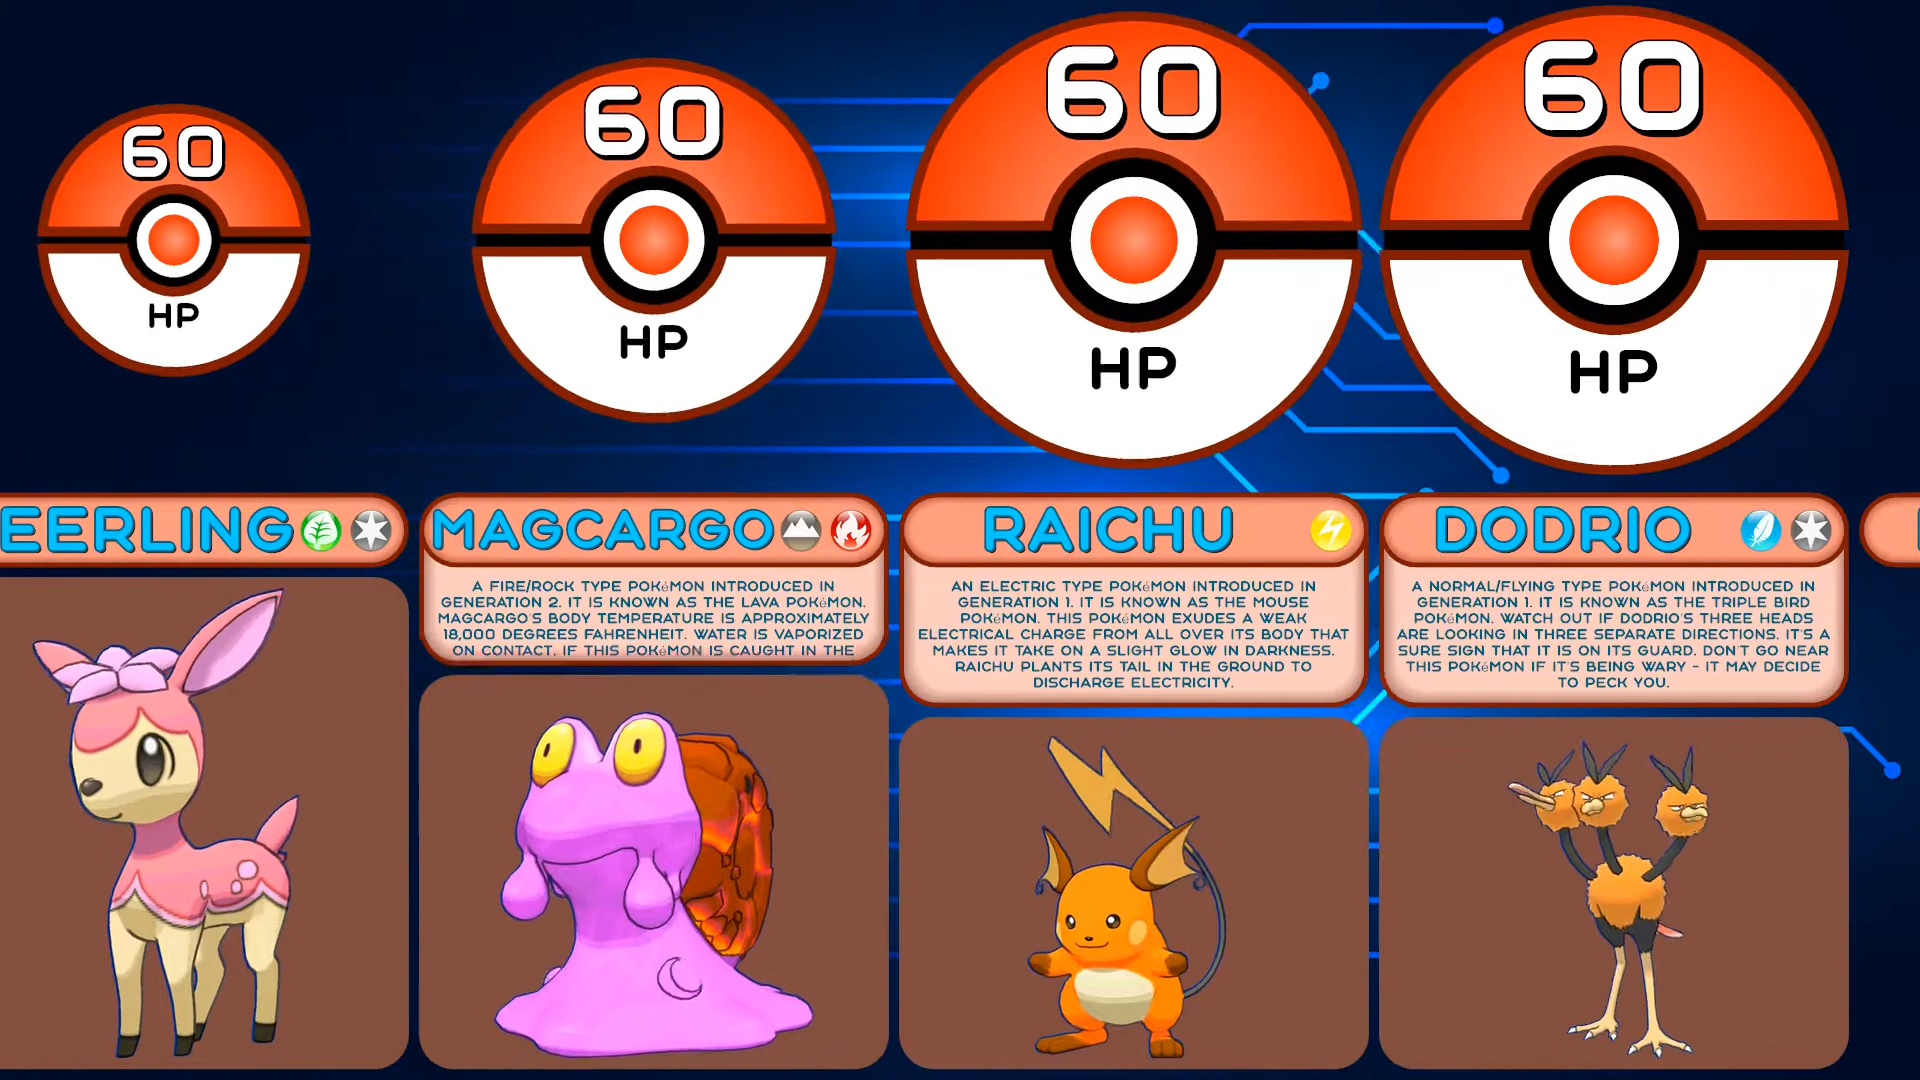 60
HP
60
HP
60
HP
60
HP
EERLING
MAGCARGO
A FIRE/ROCK TYPE POKéMON INTRODUCED IN
GENERATION 2. IT IS KNOWN AS THE LAVA POKéMON.
MAGCARGO'S BODY TEMPERATURE IS APPROXIMATELY
18,000 DEGREES FAHRENHEIT. WATER IS VAPORIZED
ON CONTACT. IF THIS POKéMON IS CAUGHT IN THE
RAICHU
AN ELECTRIC TYPE POKéMON INTRODUCED IN
GENERATION 1. IT IS KNOWN AS THE MOUSE
POKéMON. THIS POKéMON EXUDES A WEAK
ELECTRICAL CHARGE FROM ALL OVER ITS BODY THAT
MAKES IT TAKE ON A SLIGHT GLOW IN DARKNESS.
RAICHU PLANTS ITS TAIL IN THE GROUND TO
DISCHARGE ELECTRICITY.
DODRIO
A NORMAL/FLYING TYPE POKéMON INTRODUCED IN
GENERATION 1. IT IS KNOWN AS THE TRIPLE BIRD
POKéMON. WATCH OUT IF DODRIO'S THREE HEADS
ARE LOOKING IN THREE SEPARATE DIRECTIONS. IT'S A
SURE SIGN THAT IT IS ON ITS GUARD. DON'T GO NEAR
THIS POKéMON IF IT'S BEING WARY - IT MAY DECIDE
TO PECK YOU.